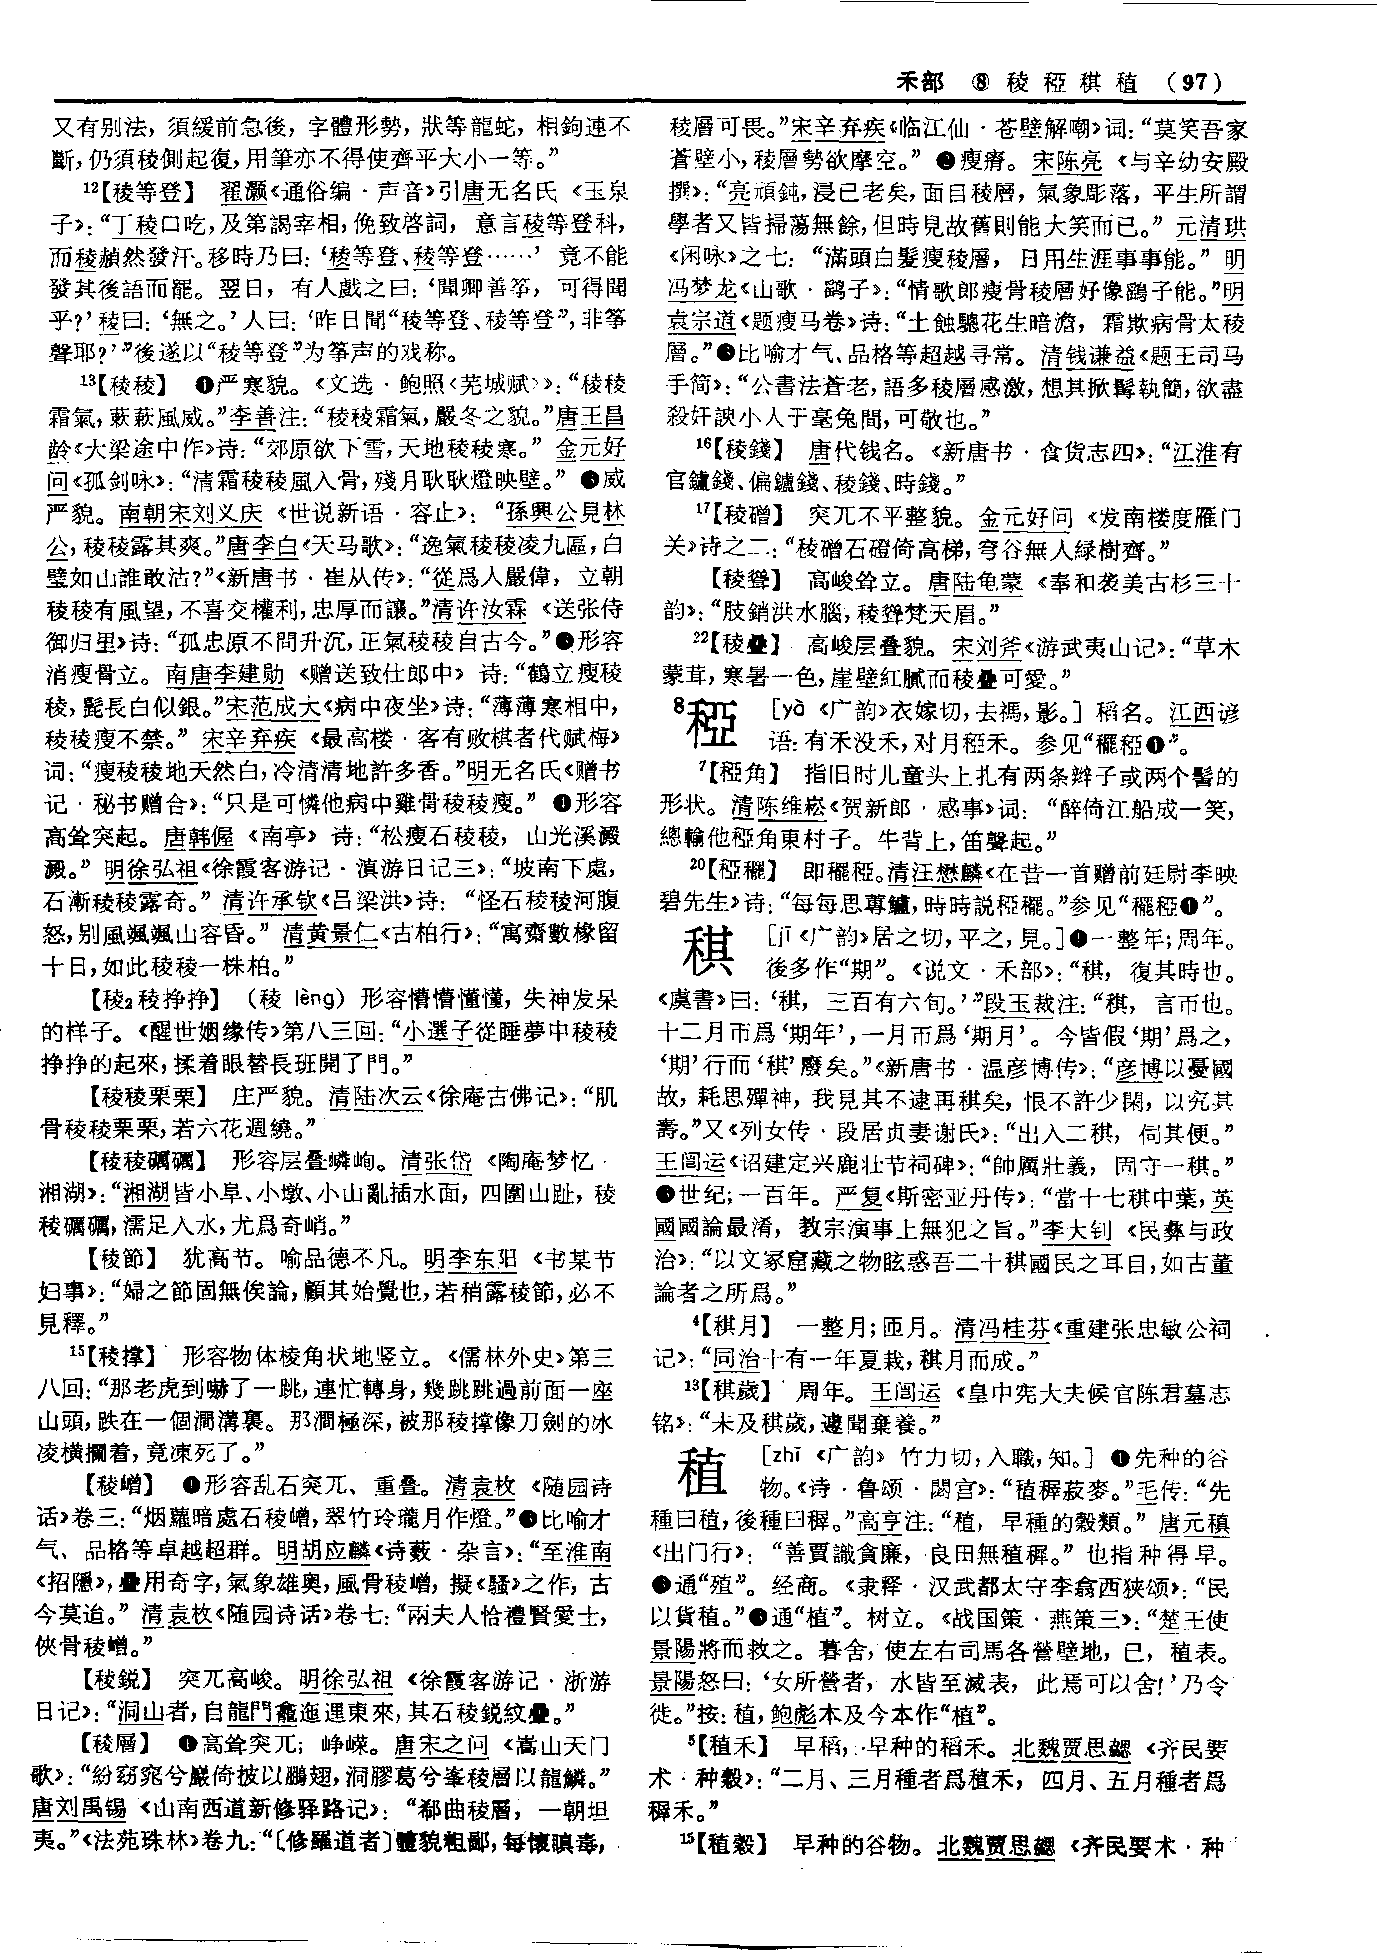 禾部 ⑧ 稜稏稘稙 (97)
又有别法，須緩前急後，字體形勢，狀等龍蛇，相鉤連不
斷，仍須稜側起復，用筆亦不得使齊平大小一等。”
¹²【稜等登】 翟灏《通俗编·声音》引唐无名氏《玉泉
子》：“丁稜口吃，及第謁宰相，俛致啓詞，意言稜等登科，
而稜赬然發汗。移時乃曰：‘稜等登、稜等登……’竟不能
發其後語而罷。翌日，有人戲之曰：‘聞卿善筝，可得聞
乎？’稜曰：‘無之。’人曰：‘昨日聞“稜等登、稜等登”，非筝
聲耶？’”後遂以“稜等登”为筝声的戏称。
¹³【稜稜】 ❶严寒貌。《文选·鲍照〈芜城赋〉》：“稜稜
霜氣，蔌蔌風威。”李善注：“稜稜霜氣，嚴冬之貌。”唐王昌
龄《大梁途中作》诗：“郊原欲下雪，天地稜稜寒。”金元好
问《孤剑咏》：“清霜稜稜風入骨，殘月耿耿燈映壁。”❷威
严貌。南朝宋刘义庆《世说新语·容止》：“孫興公見林
公，稜稜露其爽。”唐李白《天马歌》：“逸氣稜稜凌九區，白
璧如山誰敢沽？”《新唐书·崔从传》：“從爲人嚴偉，立朝
稜稜有風望，不喜交權利，忠厚而讓。”清许汝霖《送张侍
御归里》诗：“孤忠原不問升沉，正氣稜稜自古今。”❸形容
消瘦骨立。南唐李建勋《赠送致仕郎中》诗：“鶴立瘦稜
稜，髭長白似銀。”宋范成大《病中夜坐》诗：“薄薄寒相中，
稜稜瘦不禁。”宋辛弃疾《最高楼·客有败棋者代赋梅》
词：“瘦稜稜地天然白，冷清清地許多香。”明无名氏《赠书
记·秘书赠合》：“只是可憐他病中雞骨稜稜瘦。”❹形容
高耸突起。唐韩偓《南亭》诗：“松瘦石稜稜，山光溪澱
澱。”明徐弘祖《徐霞客游记·滇游日记三》：“坡南下處，
石漸稜稜露奇。”清许承钦《吕梁洪》诗：“怪石稜稜河腹
怒，别風颯颯山容昏。”清黄景仁《古柏行》：“寓齋數椽留
十日，如此稜稜一株柏。”
【稜₂稜挣挣】（稜 lèng）形容懵懵懂懂，失神发呆
的样子。《醒世姻缘传》第八三回：“小選子從睡夢中稜稜
挣挣的起來，揉着眼替長班開了門。”
【稜稜栗栗】 庄严貌。清陆次云《徐庵古佛记》：“肌
骨稜稜栗栗，若六花週繞。”
【稜稜礪礪】 形容层叠嶙峋。清张岱《陶庵梦忆·
湘湖》：“湘湖皆小阜、小墩、小山亂插水面，四圍山趾，稜
稜礪礪，濡足入水，尤爲奇峭。”
【稜節】 犹高节。喻品德不凡。明李东阳《书某节
妇事》：“婦之節固無俟論，顧其始覺也，若稍露稜節，必不
見釋。”
¹⁵【稜撑】 形容物体棱角状地竖立。《儒林外史》第三
八回：“那老虎到嚇了一跳，連忙轉身，幾跳跳過前面一座
山頭，跌在一個澗溝裏。那澗極深，被那稜撑像刀劍的冰
凌橫攔着，竟凍死了。”
【稜嶒】 ❶形容乱石突兀、重叠。清袁枚《随园诗
话》卷三：“烟蘿暗處石稜嶒，翠竹玲瓏月作燈。”❷比喻才
气、品格等卓越超群。明胡应麟《诗薮·杂言》：“至淮南
《招隱》，疊用奇字，氣象雄奥，風骨稜嶒，擬《騷》之作，古
今莫迨。”清袁枚《随园诗话》卷七：“兩夫人恰禮賢愛士，
俠骨稜嶒。”
【稜鋭】 突兀高峻。明徐弘祖《徐霞客游记·浙游
日记》：“洞山者，自龍門龕迤邐東來，其石稜鋭紋疊。”
【稜層】 ❶高耸突兀；峥嵘。唐宋之问《嵩山天门
歌》：“紛窈窕兮巖倚披以鵬翅，洞膠葛兮峯稜層以龍鱗。”
唐刘禹锡《山南西道新修驿路记》：“郗曲稜層，一朝坦
夷。”《法苑珠林》卷九：“〔修羅道者〕體貌粗鄙，每懷瞋毒，
稜層可畏。”宋辛弃疾《临江仙·苍壁解嘲》词：“莫笑吾家
蒼壁小，稜層勢欲摩空。”❷瘦瘠。宋陈亮《与辛幼安殿
撰》：“亮頑鈍，浸已老矣，面目稜層，氣象彫落，平生所謂
學者又皆掃蕩無餘，但時見故舊則能大笑而已。”元清珙
《闲咏》之七：“滿頭白髮瘦稜層，日用生涯事事能。”明
冯梦龙《山歌·鹞子》：“情歌郎瘦骨稜層好像鷂子能。”明
袁宗道《题瘦马卷》诗：“土蝕驄花生暗澹，霜欺病骨太稜
層。”❸比喻才气、品格等超越寻常。清钱谦益《题王司马
手简》：“公書法蒼老，語多稜層感激，想其掀髯執簡，欲盡
殺奸諛小人于毫兔間，可敬也。”
¹⁶【稜錢】 唐代钱名。《新唐书·食货志四》：“江淮有
官鑪錢、偏鑪錢、稜錢、時錢。”
¹⁷【稜磳】 突兀不平整貌。金元好问《发南楼度雁门
关》诗之二：“稜磳石磴倚高梯，穹谷無人緑樹齊。”
【稜聳】 高峻耸立。唐陆龟蒙《奉和袭美古杉三十
韵》：“肢銷洪水腦，稜聳梵天眉。”
²²【稜疊】 高峻层叠貌。宋刘斧《游武夷山记》：“草木
蒙茸，寒暑一色，崖壁紅膩而稜疊可愛。”
⁸稏 [yà《广韵》衣嫁切，去禡，影。]稻名。江西谚
语：有禾没禾，对月稏禾。参见“䆉稏❶”。
⁷【稏角】 指旧时儿童头上扎有两条辫子或两个髻的
形状。清陈维崧《贺新郎·感事》词：“醉倚江船成一笑，
總輸他稏角東村子。牛背上，笛聲起。”
²⁰【稏䆉】 即䆉稏。清汪懋麟《在昔一首赠前廷尉李映
碧先生》诗：“每每思蓴鱸，時時説稏䆉。”参见“䆉稏❶”。
稘 [jī《广韵》居之切，平之，見。]❶一整年；周年。
後多作“期”。《说文·禾部》：“稘，復其時也。
《虞書》曰：‘稘，三百有六旬。’”段玉裁注：“稘，言帀也。
十二月帀爲‘期年’，一月帀爲‘期月’。今皆假‘期’爲之，
‘期’行而‘稘’廢矣。”《新唐书·温彦博传》：“彦博以憂國
故，耗思殫神，我見其不逮再稘矣，恨不許少閑，以究其
壽。”又《列女传·段居贞妻谢氏》：“出入二稘，伺其便。”
王闿运《诏建定兴鹿壮节祠碑》：“帥厲壯義，固守一稘。”
❷世纪；一百年。严复《斯密亚丹传》：“當十七稘中葉，英
國國論最淆，教宗演事上無犯之旨。”李大钊《民彝与政
治》：“以文冢窟藏之物眩惑吾二十稘國民之耳目，如古董
論者之所爲。”
⁴【稘月】 一整月；匝月。清冯桂芬《重建张忠敏公祠
记》：“同治十有一年夏栽，稘月而成。”
¹³【稘歲】 周年。王闿运《皇中宪大夫候官陈君墓志
铭》：“未及稘歲，遽聞棄養。”
稙 [zhī《广韵》竹力切，入職，知。]❶先种的谷
物。《诗·鲁颂·閟宫》：“稙穉菽麥。”毛传：“先
種曰稙，後種曰穉。”高亨注：“稙，早種的穀類。”唐元稹
《出门行》：“善賈識貪廉，良田無稙穉。”也指种得早。
❷通“殖”。经商。《隶释·汉武都太守李翕西狭颂》：“民
以貨稙。”❸通“植”。树立。《战国策·燕策三》：“楚王使
景陽將而救之。暮舍，使左右司馬各營壁地，已，稙表。
景陽怒曰：‘女所營者，水皆至滅表，此焉可以舍！’乃令
徙。”按：稙，鲍彪本及今本作“植”。
⁵【稙禾】 早稻，早种的稻禾。北魏贾思勰《齐民要
术·种穀》：“二月、三月種者爲稙禾，四月、五月種者爲
穉禾。”
¹⁵【稙穀】 早种的谷物。北魏贾思勰《齐民要术·种